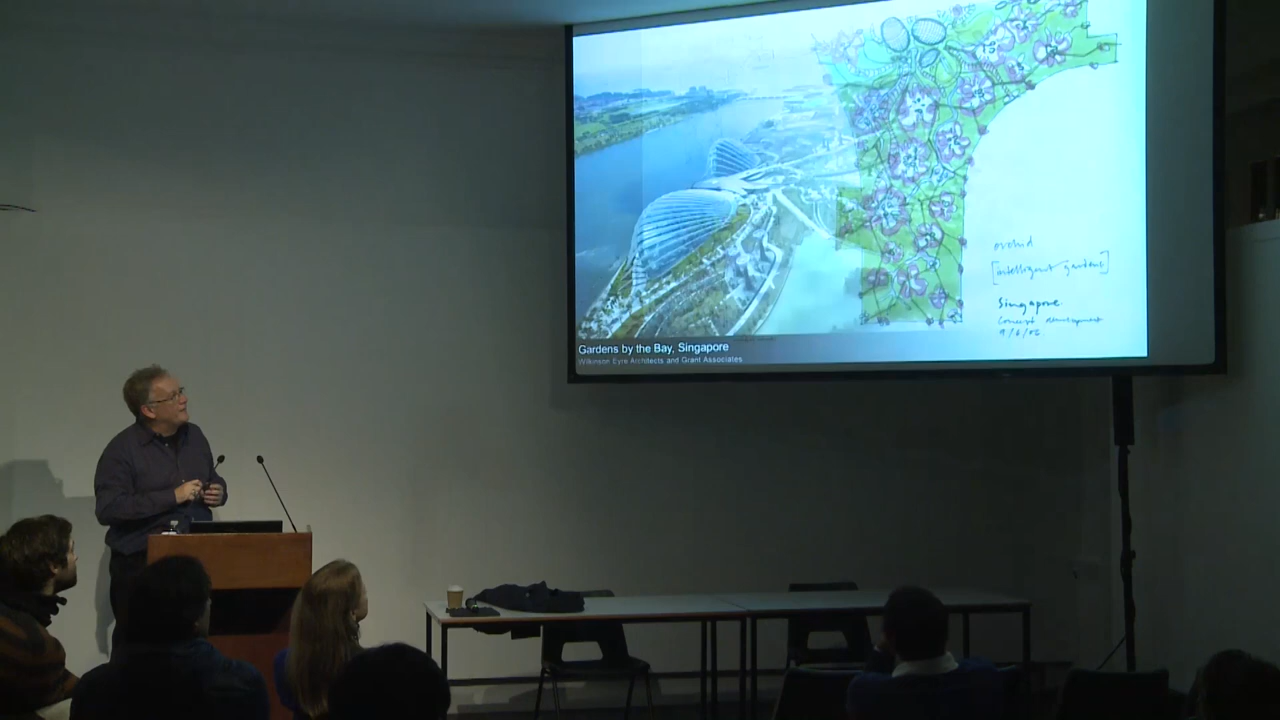 orchid
[intelligent gardens]
Singapore
Concept development
Gardens by the Bay, Singapore
Wilkinson Eyre Architects and Grant Associates